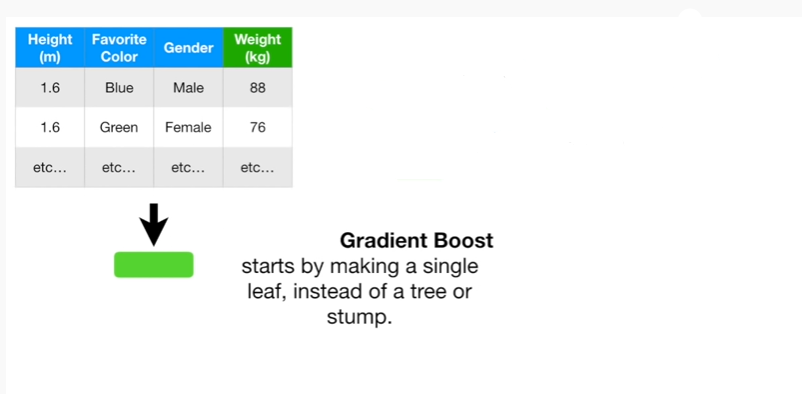 Height (m) Favorite Color Gender Weight (kg)
1.6 Blue Male 88
1.6 Green Female 76
etc... etc... etc... etc...
Gradient Boost
starts by making a single
leaf, instead of a tree or
stump.